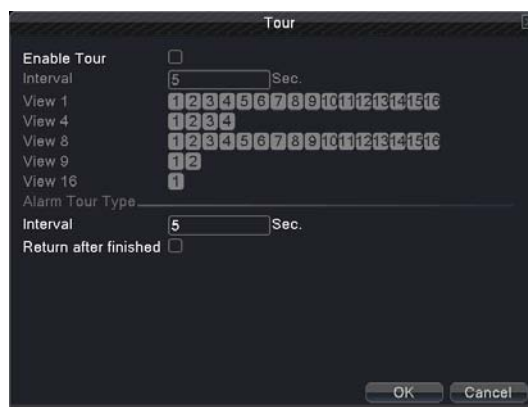 Tour
Enable Tour
Interval 5 Sec.
View 1 1 2 3 4 5 6 7 8 9 10 11 12 13 14 15 16
View 4 1 2 3 4
View 8 1 2 3 4 5 6 7 8 9 10 11 12 13 14 15 16
View 9 1 2
View 16 1
Alarm Tour Type
Interval 5 Sec.
Return after finished
OK Cancel